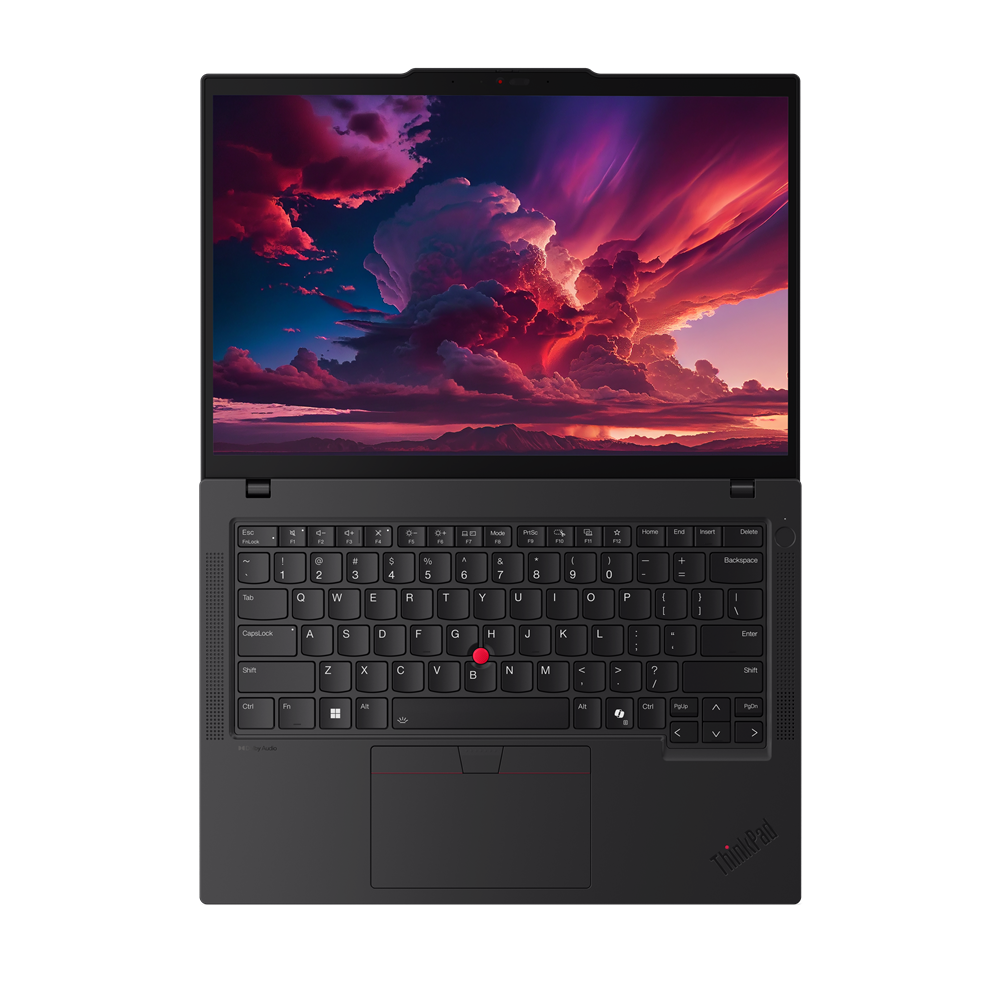 Esc F1 F2 F3 F4 F5 F6 F7 Mode PrtSc F10 F11 F12 Home End Insert Delete
FnLock F8 F9
~ ! @ # $ % ^ & * ( ) — + Backspace
` 1 2 3 4 5 6 7 8 9 0 - =
Tab Q W E R T Y U I O P { } |
[ ] \
CapsLock A S D F G H J K L : " Enter
; '
Shift Z X C V B N M < > ? Shift
, . /
Ctrl Fn Alt Alt Ctrl PgUp PgDn
ThinkPad